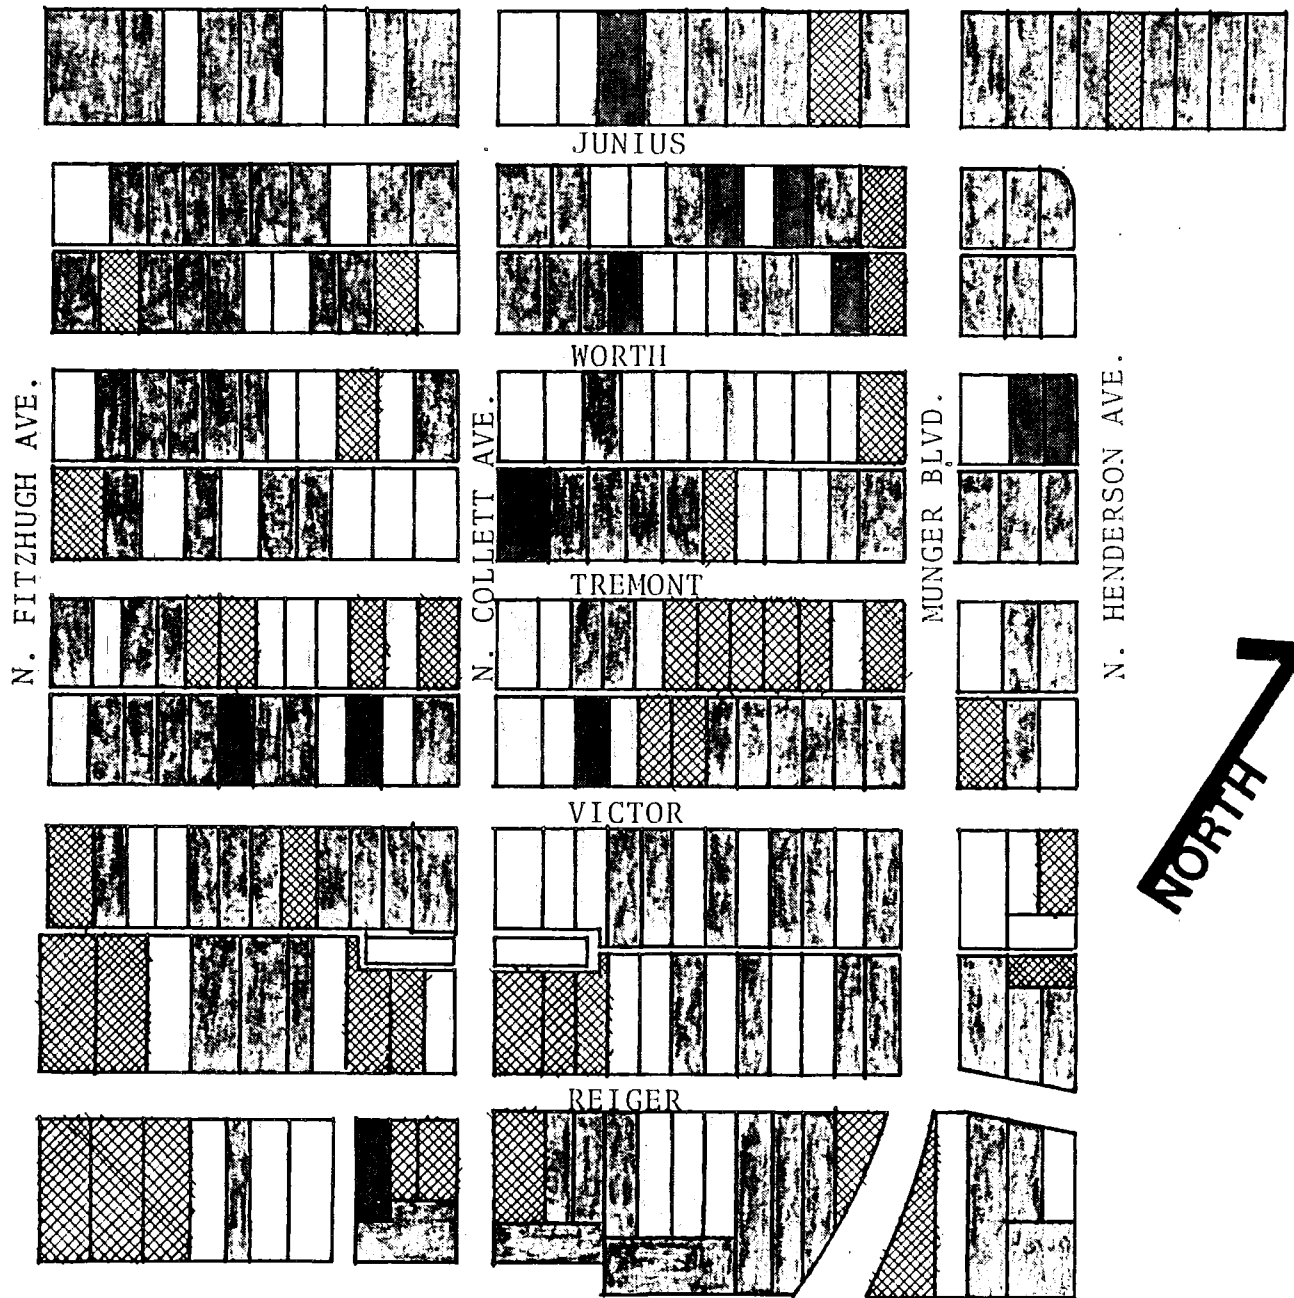 JUNIUS
WORTH
N. FITZHUGH AVE.
N. COLLETT AVE.
MUNGER BLVD.
N. HENDERSON AVE.
TREMONT
VICTOR
NORTH
REIGER